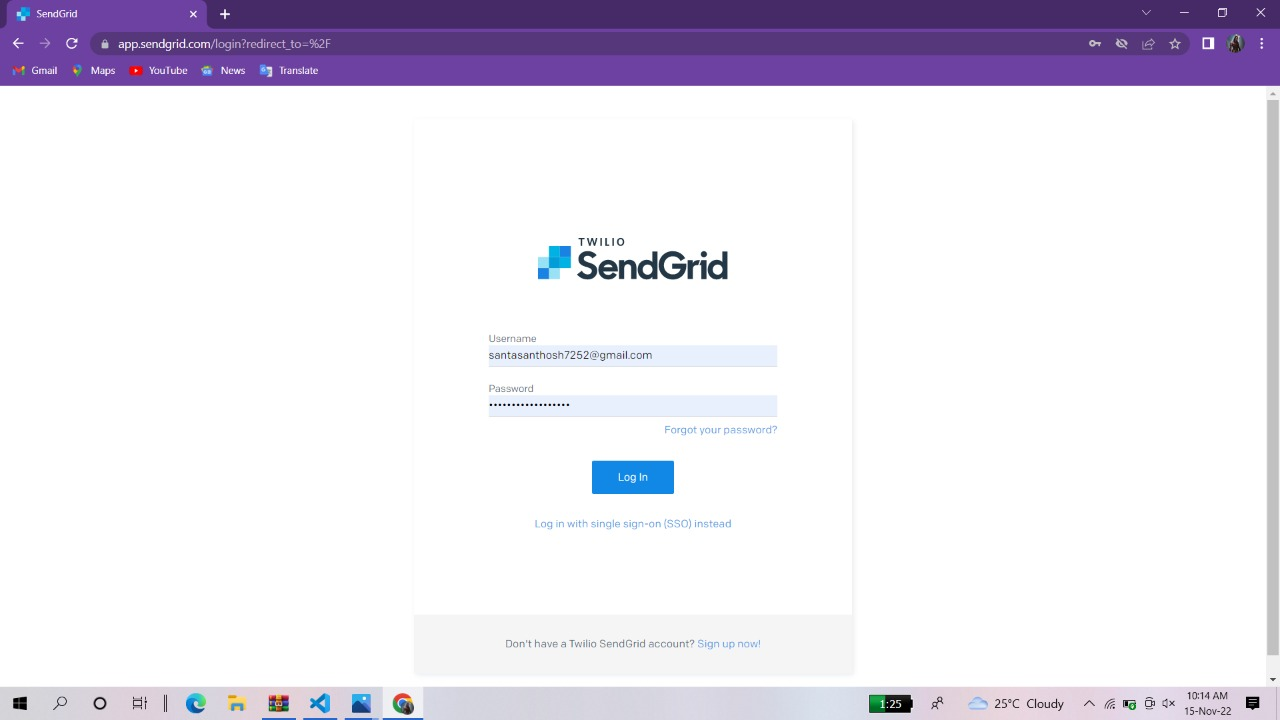 SendGrid
app.sendgrid.com/login?redirect_to=%2F
Gmail
Maps
YouTube
News
Translate
TWILIO
SendGrid
Username
santasanthosh7252@gmail.com
Password
••••••••••••••••••
Forgot your password?
Log In
Log in with single sign-on (SSO) instead
Don't have a Twilio SendGrid account? Sign up now!
1:25
25°C Cloudy
10:14 AM
15-Nov-22